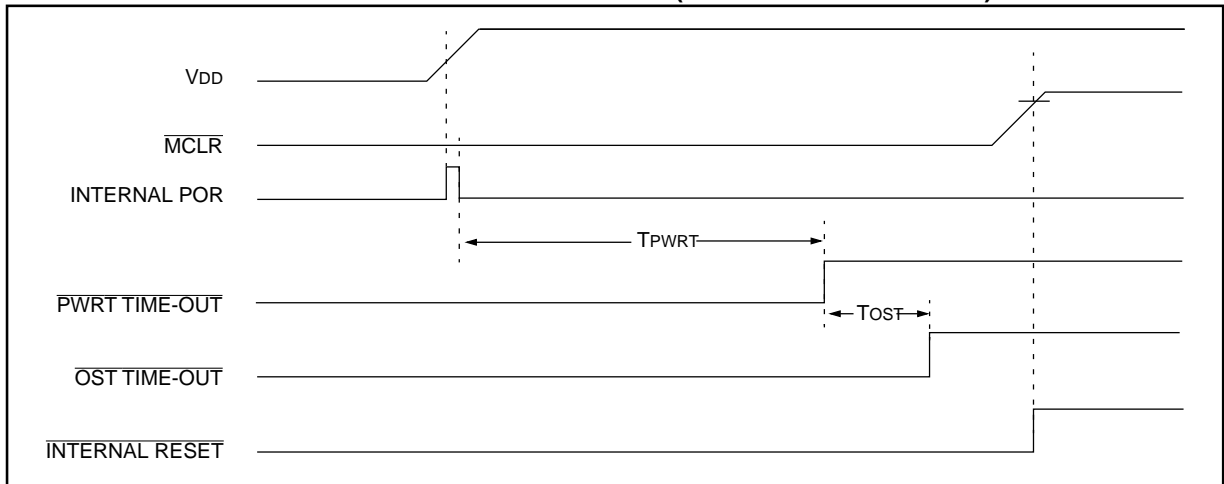 VDD
MCLR
INTERNAL POR
TPWRT
PWRT TIME-OUT
TOST
OST TIME-OUT
INTERNAL RESET